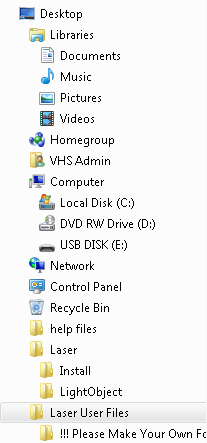 Desktop
Libraries
Documents
Music
Pictures
Videos
Homegroup
VHS Admin
Computer
Local Disk (C:)
DVD RW Drive (D:)
USB DISK (E:)
Network
Control Panel
Recycle Bin
help files
Laser
Install
LightObject
Laser User Files
!!! Please Make Your Own Fo